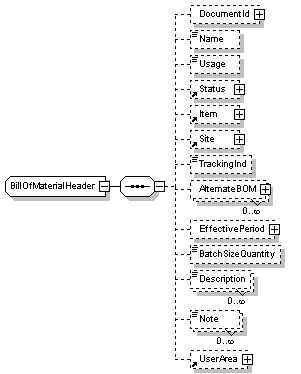 DocumentId
Name
Usage
Status
Item
Site
TrackingInd
BillOfMaterialHeader
AlternateBOM
0..∞
EffectivePeriod
BatchSizeQuantity
Description
0..∞
Note
0..∞
UserArea